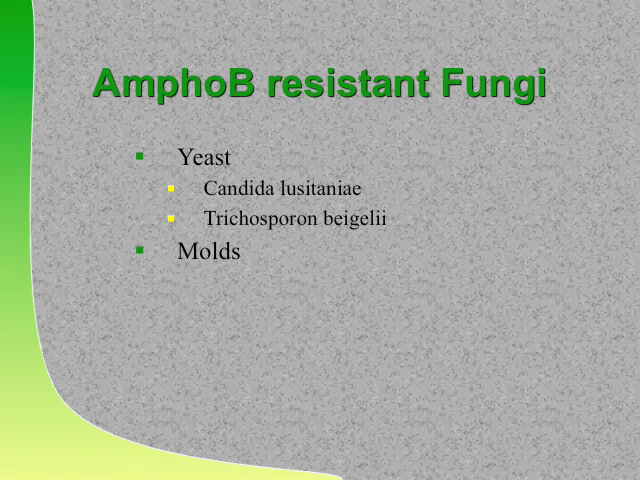 AmphoB resistant Fungi
Yeast
Candida lusitaniae
Trichosporon beigelii
Molds